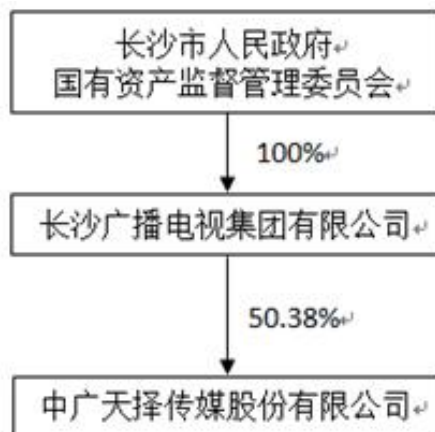 长沙市人民政府
国有资产监督管理委员会
100%
长沙广播电视集团有限公司
50.38%
中广天择传媒股份有限公司